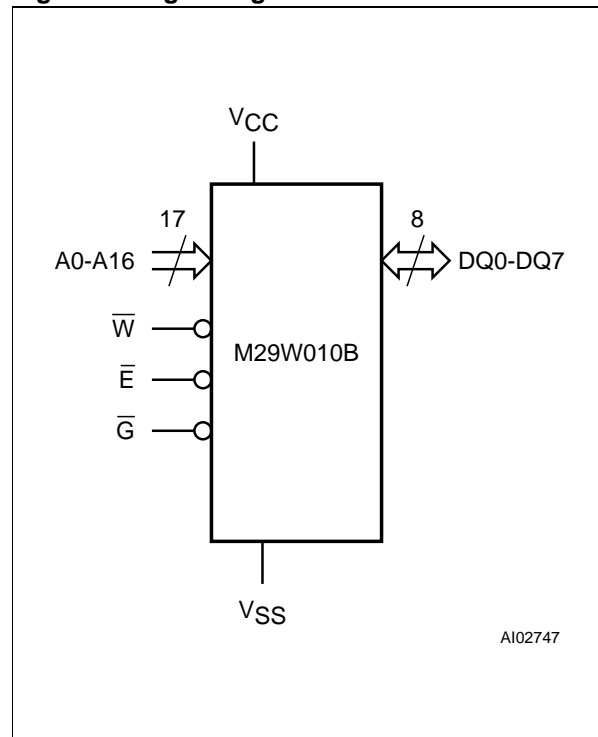 VCC
17
8
A0-A16
DQ0-DQ7
W̅
M29W010B
E̅
G̅
VSS
AI02747